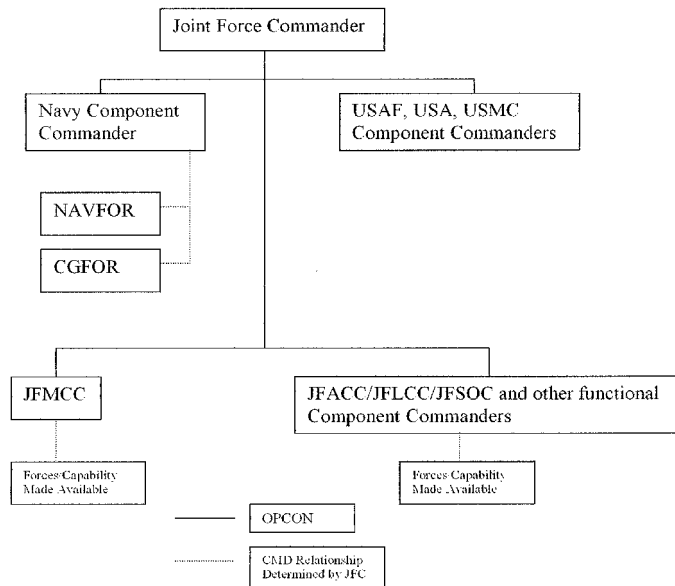 Joint Force Commander
Navy Component
Commander
USAF, USA, USMC
Component Commanders
NAVFOR
CGFOR
JFMCC
JFACC/JFLCC/JFSOC and other functional
Component Commanders
Forces/Capability
Made Available
Forces/Capability
Made Available
OPCON
CMD Relationship
Determined by JFC